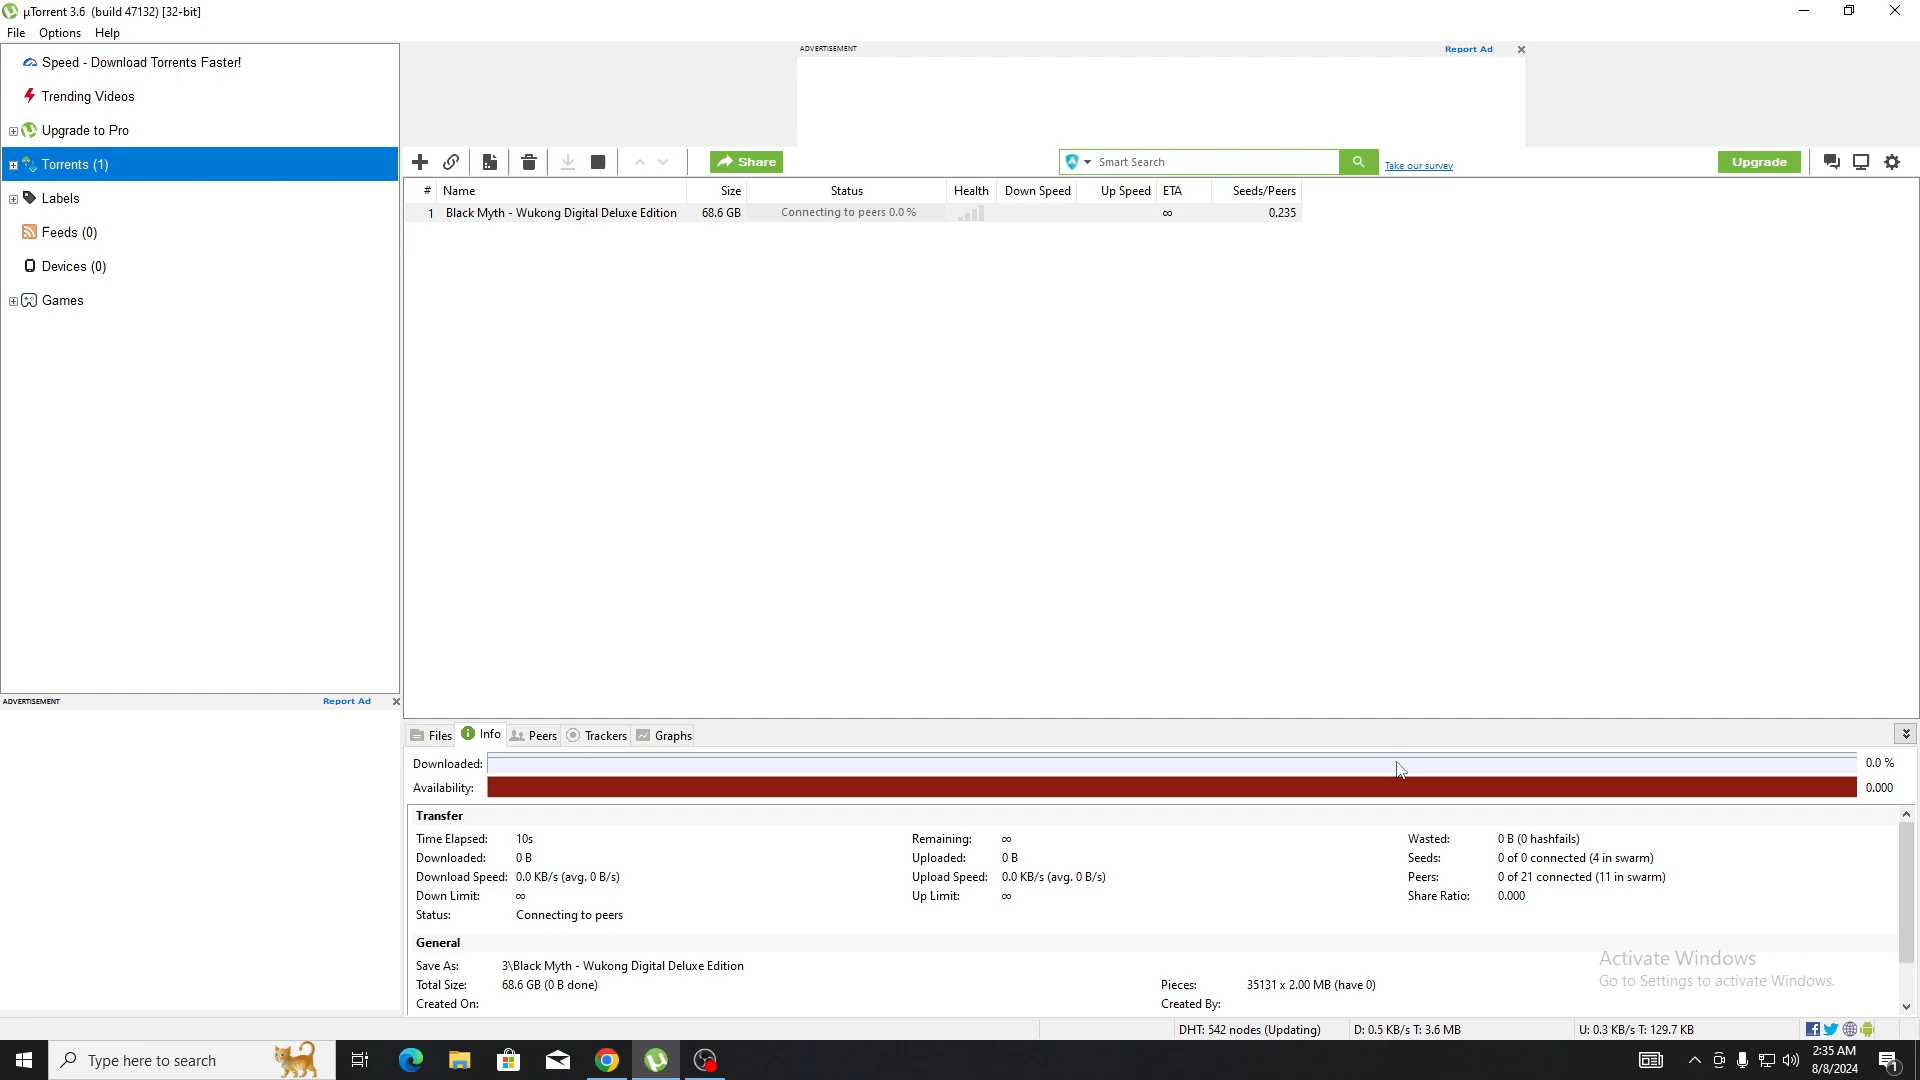 µTorrent 3.6 (build 47132) [32-bit]
File Options Help
ADVERTISEMENT Report Ad
Speed - Download Torrents Faster!
Trending Videos
Upgrade to Pro
Torrents (1)
Labels
Feeds (0)
Devices (0)
Games
Share Smart Search Take our survey Upgrade
# Name Size Status Health Down Speed Up Speed ETA Seeds/Peers
1 Black Myth - Wukong Digital Deluxe Edition 68.6 GB Connecting to peers 0.0 % ∞ 0.235
ADVERTISEMENT Report Ad
Files Info Peers Trackers Graphs
Downloaded: 0.0 %
Availability: 0.000
Transfer
Time Elapsed: 10s Remaining: ∞ Wasted: 0 B (0 hashfails)
Downloaded: 0 B Uploaded: 0 B Seeds: 0 of 0 connected (4 in swarm)
Download Speed: 0.0 KB/s (avg. 0 B/s) Upload Speed: 0.0 KB/s (avg. 0 B/s) Peers: 0 of 21 connected (11 in swarm)
Down Limit: ∞ Up Limit: ∞ Share Ratio: 0.000
Status: Connecting to peers
General
Save As: 3\Black Myth - Wukong Digital Deluxe Edition
Total Size: 68.6 GB (0 B done) Pieces: 35131 x 2.00 MB (have 0)
Created On: Created By:
Activate Windows
Go to Settings to activate Windows.
DHT: 542 nodes (Updating) D: 0.5 KB/s T: 3.6 MB U: 0.3 KB/s T: 129.7 KB
Type here to search
2:35 AM
8/8/2024
1